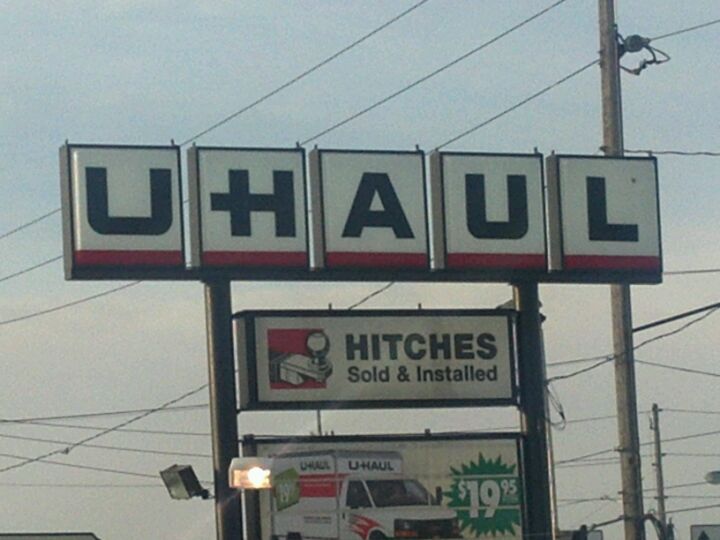 U-HAUL
HITCHES
Sold & Installed
U-HAUL U-HAUL
$19.95